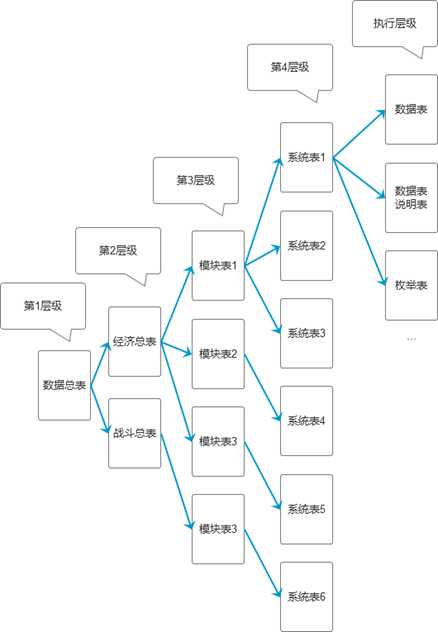 执行层级
第4层级
数据表
系统表1
第3层级
数据表
说明表
第2层级
系统表2
模块表1
枚举表
第1层级
经济总表
系统表3
...
模块表2
数据总表
系统表4
战斗总表
模块表3
系统表5
模块表3
系统表6